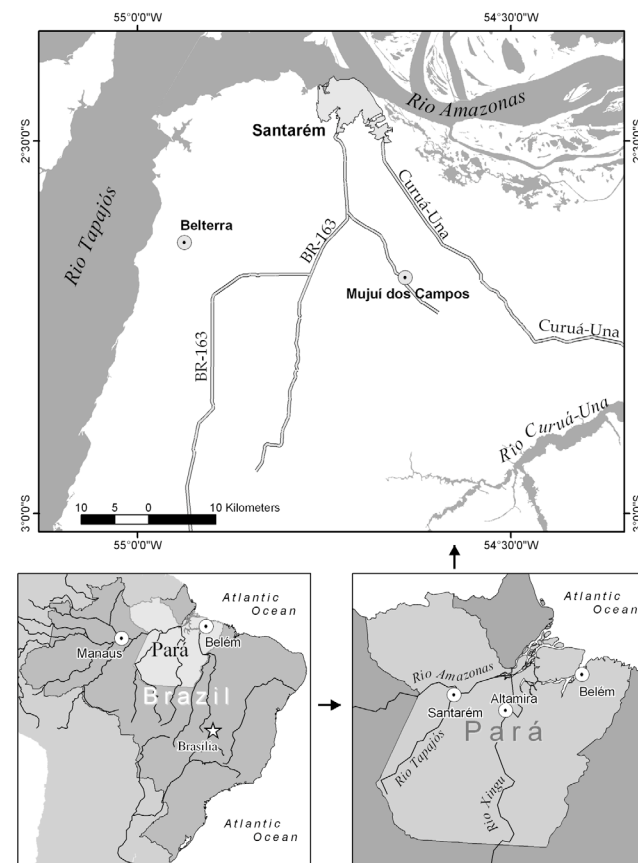 55°0'0"W
54°30'0"W
Rio Amazonas
Santarém
2°30'0"S
2°30'0"S
Rio Tapajós
Belterra
BR-163
Curuá-Una
Mujuí dos Campos
BR-163
Curuá-Una
Rio Curuá-Una
10 5 0 10 Kilometers
3°0'0"S
3°0'0"S
55°0'0"W
54°30'0"W
Atlantic
Ocean
Manaus
Pará
Belém
Brazil
Brasília
Atlantic
Ocean
Atlantic
Ocean
Rio Amazonas
Belém
Santarém
Altamira
Pará
Rio Tapajós
Rio Xingu